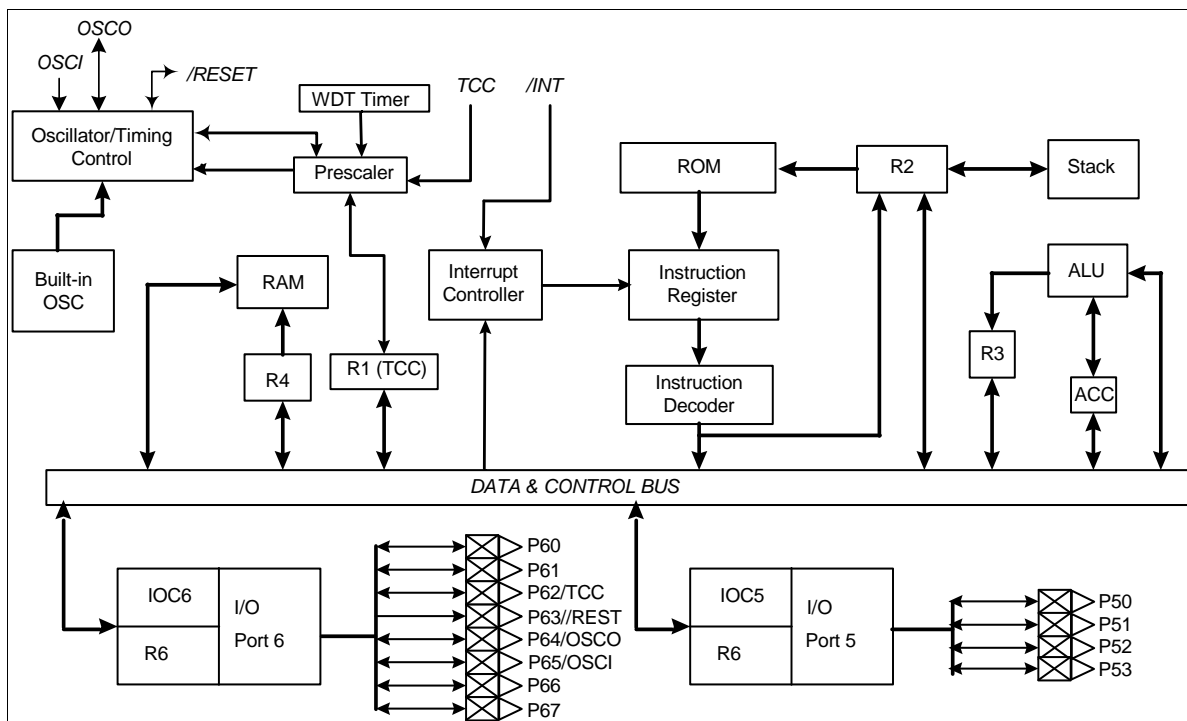 OSCO
OSCI
/RESET
TCC
/INT
WDT Timer
Oscillator/Timing
Control
Prescaler
ROM
R2
Stack
Built-in
OSC
RAM
Interrupt
Controller
Instruction
Register
ALU
R4
R1 (TCC)
Instruction
Decoder
R3
ACC
DATA & CONTROL BUS
IOC6
R6
I/O
Port 6
P60
P61
P62/TCC
P63//REST
P64/OSCO
P65/OSCI
P66
P67
IOC5
R6
I/O
Port 5
P50
P51
P52
P53